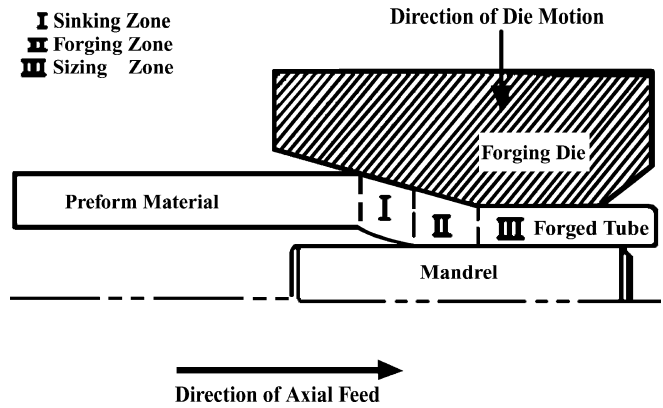 I Sinking Zone
II Forging Zone
III Sizing Zone
Direction of Die Motion
Forging Die
Preform Material
I
II
III Forged Tube
Mandrel
Direction of Axial Feed